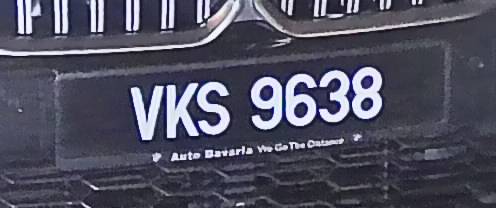 VKS 9638
Auto Bavaria We Go The Distance